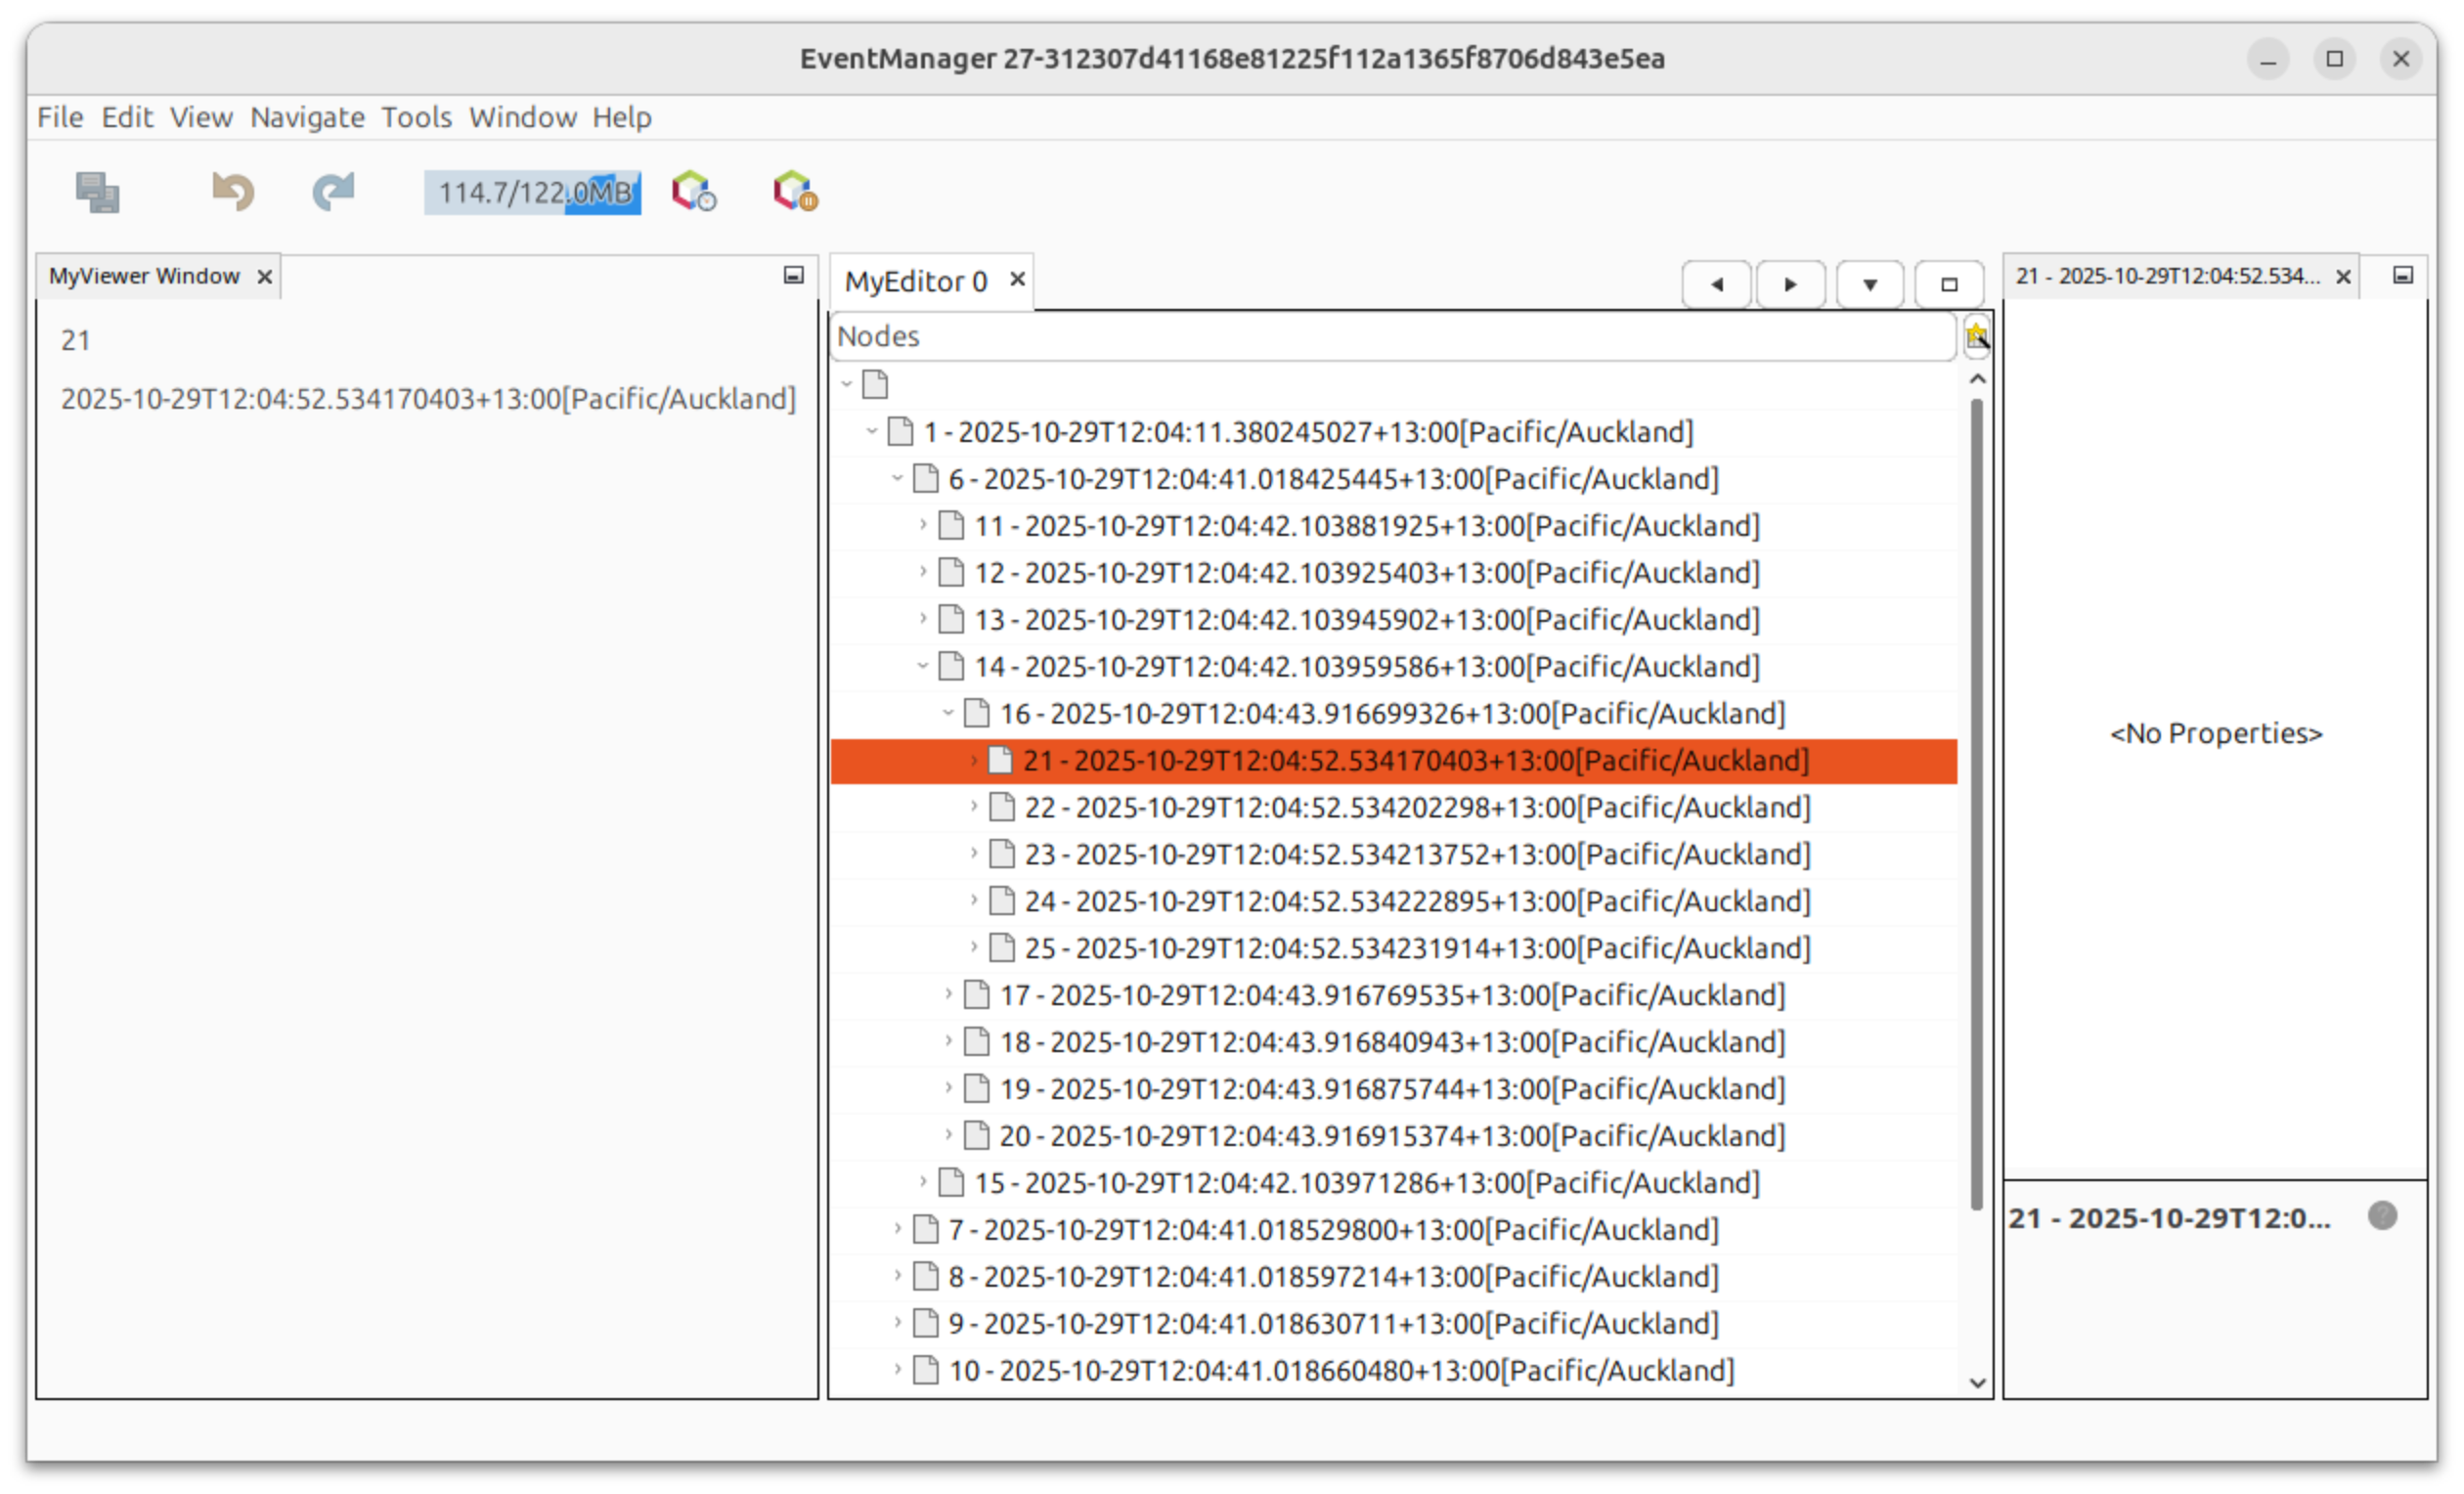 EventManager 27-312307d41168e81225f112a1365f8706d843e5ea
File Edit View Navigate Tools Window Help
114.7/122.0MB
MyViewer Window
21
2025-10-29T12:04:52.534170403+13:00[Pacific/Auckland]
MyEditor 0
Nodes
1 - 2025-10-29T12:04:11.380245027+13:00[Pacific/Auckland]
6 - 2025-10-29T12:04:41.018425445+13:00[Pacific/Auckland]
11 - 2025-10-29T12:04:42.103881925+13:00[Pacific/Auckland]
12 - 2025-10-29T12:04:42.103925403+13:00[Pacific/Auckland]
13 - 2025-10-29T12:04:42.103945902+13:00[Pacific/Auckland]
14 - 2025-10-29T12:04:42.103959586+13:00[Pacific/Auckland]
16 - 2025-10-29T12:04:43.916699326+13:00[Pacific/Auckland]
21 - 2025-10-29T12:04:52.534170403+13:00[Pacific/Auckland]
22 - 2025-10-29T12:04:52.534202298+13:00[Pacific/Auckland]
23 - 2025-10-29T12:04:52.534213752+13:00[Pacific/Auckland]
24 - 2025-10-29T12:04:52.534222895+13:00[Pacific/Auckland]
25 - 2025-10-29T12:04:52.534231914+13:00[Pacific/Auckland]
17 - 2025-10-29T12:04:43.916769535+13:00[Pacific/Auckland]
18 - 2025-10-29T12:04:43.916840943+13:00[Pacific/Auckland]
19 - 2025-10-29T12:04:43.916875744+13:00[Pacific/Auckland]
20 - 2025-10-29T12:04:43.916915374+13:00[Pacific/Auckland]
15 - 2025-10-29T12:04:42.103971286+13:00[Pacific/Auckland]
7 - 2025-10-29T12:04:41.018529800+13:00[Pacific/Auckland]
8 - 2025-10-29T12:04:41.018597214+13:00[Pacific/Auckland]
9 - 2025-10-29T12:04:41.018630711+13:00[Pacific/Auckland]
10 - 2025-10-29T12:04:41.018660480+13:00[Pacific/Auckland]
21 - 2025-10-29T12:04:52.534...
<No Properties>
21 - 2025-10-29T12:0...
?